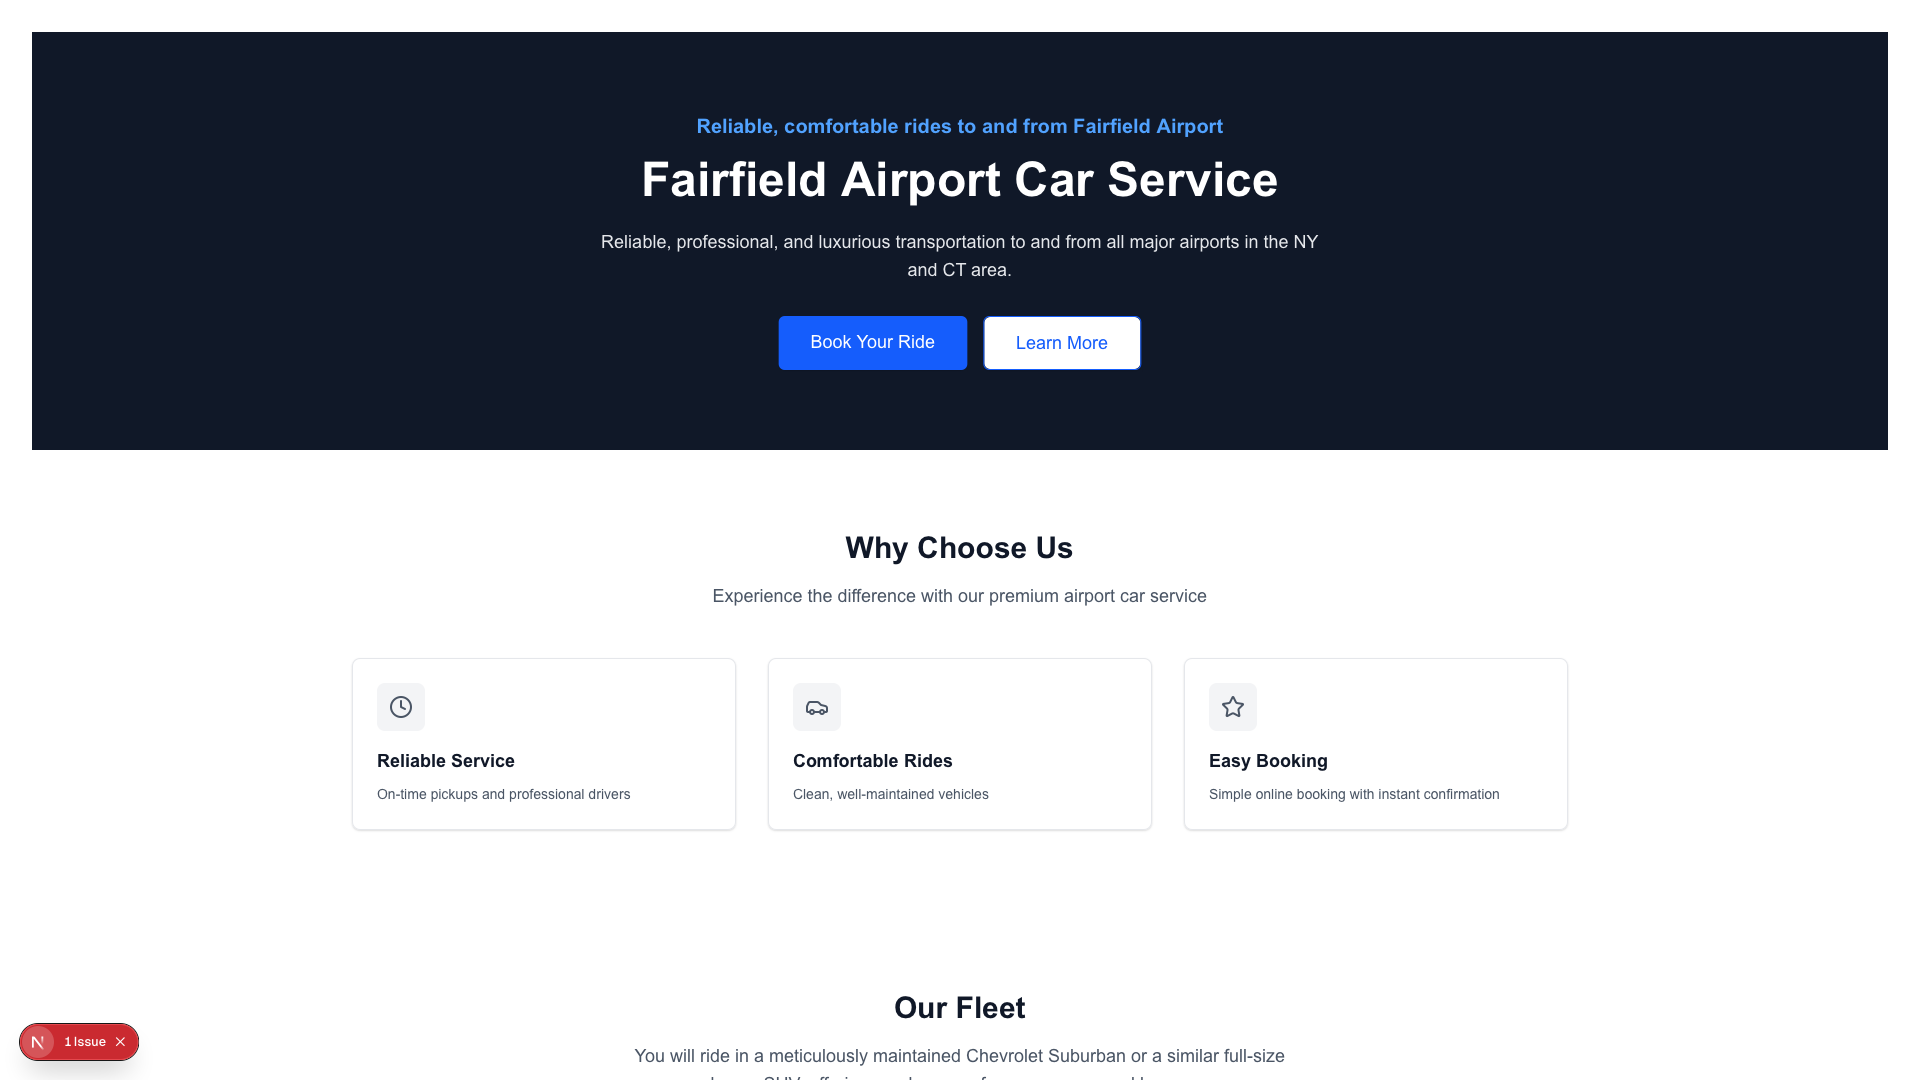 Reliable, comfortable rides to and from Fairfield Airport
Fairfield Airport Car Service
Reliable, professional, and luxurious transportation to and from all major airports in the NY
and CT area.
Book Your Ride
Learn More
Why Choose Us
Experience the difference with our premium airport car service
Reliable Service
On-time pickups and professional drivers
Comfortable Rides
Clean, well-maintained vehicles
Easy Booking
Simple online booking with instant confirmation
Our Fleet
You will ride in a meticulously maintained Chevrolet Suburban or a similar full-size
N
1 Issue